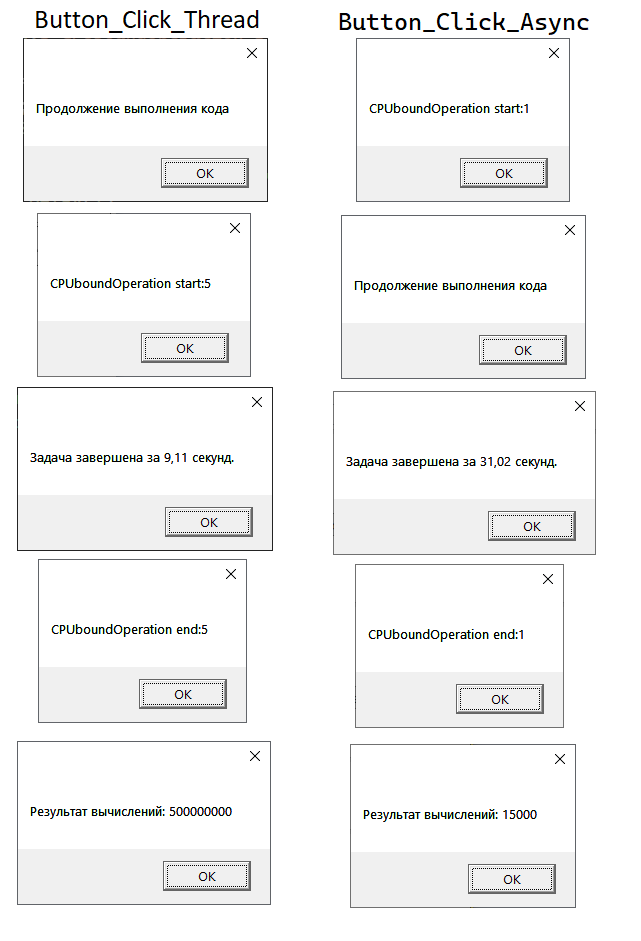 Button_Click_Thread
Продолжение выполнения кода
OK
CPUboundOperation start:5
OK
Задача завершена за 9,11 секунд.
OK
CPUboundOperation end:5
OK
Результат вычислений: 500000000
OK
Button_Click_Async
CPUboundOperation start:1
OK
Продолжение выполнения кода
OK
Задача завершена за 31,02 секунд.
OK
CPUboundOperation end:1
OK
Результат вычислений: 15000
OK